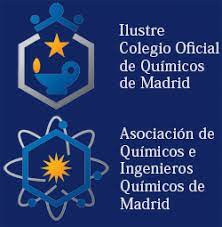 Ilustre
Colegio Oficial
de Químicos
de Madrid
Asociación de
Químicos e
Ingenieros
Químicos de
Madrid